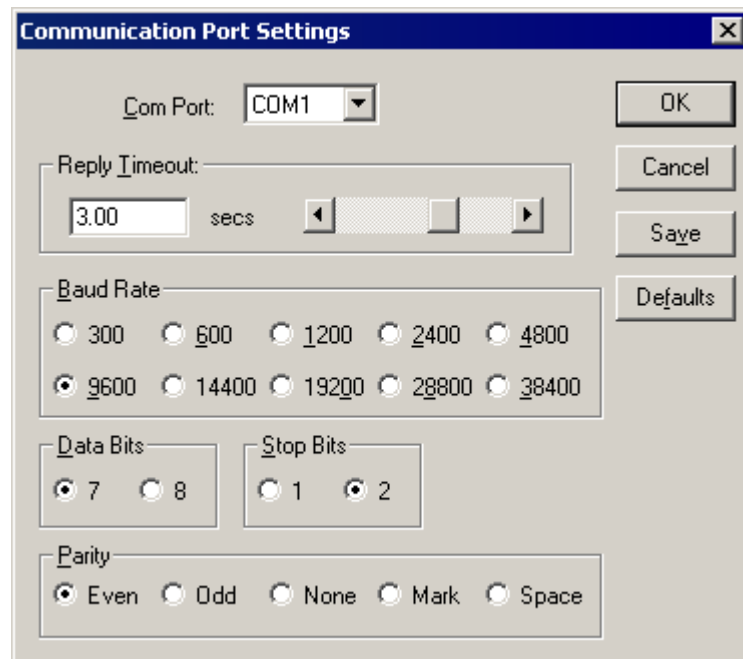 Communication Port Settings
Com Port: COM1
OK
Reply Timeout:
Cancel
3.00 secs
Save
Baud Rate
Defaults
300 600 1200 2400 4800
9600 14400 19200 28800 38400
Data Bits Stop Bits
7 8 1 2
Parity
Even Odd None Mark Space